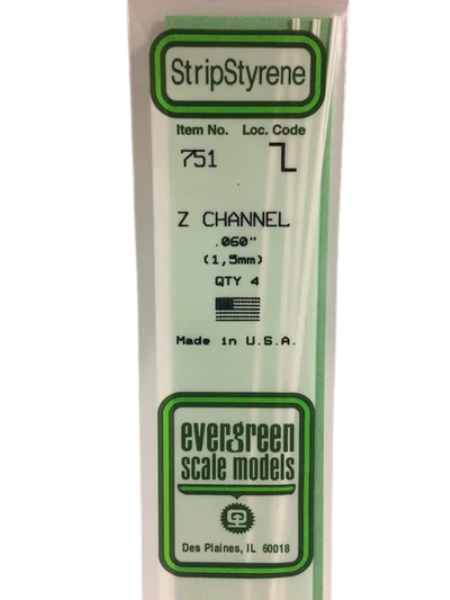 StripStyrene
Item No. Loc. Code
751
Z CHANNEL
.060"
(1,5mm)
QTY 4
Made in U.S.A.
evergreen
scale models
Des Plaines, IL 60018